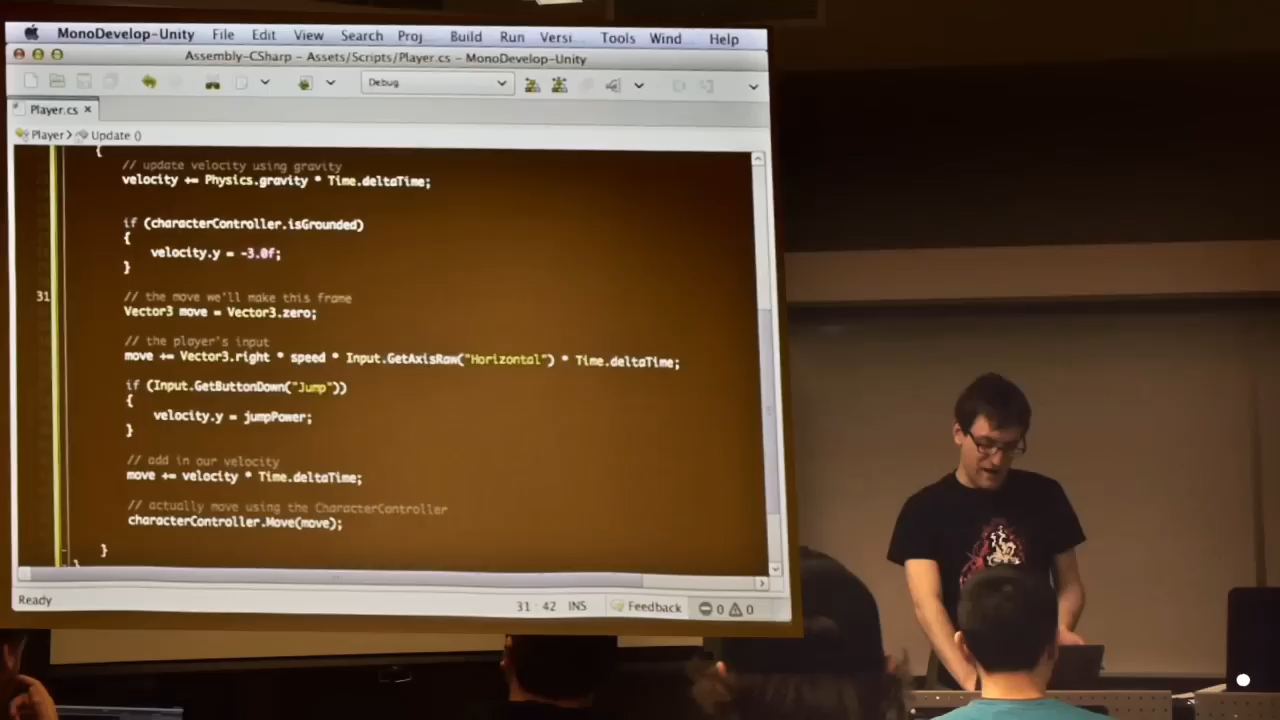 MonoDevelop-Unity File Edit View Search Proj Build Run Versi Tools Wind Help
Assembly-CSharp – Assets/Scripts/Player.cs – MonoDevelop-Unity
Debug
Player.cs ×
Player > Update ()
{
// update velocity using gravity
velocity += Physics.gravity * Time.deltaTime;
if (characterController.isGrounded)
{
velocity.y = -3.0f;
}
31 // the move we'll make this frame
Vector3 move = Vector3.zero;
// the player's input
move += Vector3.right * speed * Input.GetAxisRaw("Horizontal") * Time.deltaTime;
if (Input.GetButtonDown("Jump"))
{
velocity.y = jumpPower;
}
// add in our velocity
move += velocity * Time.deltaTime;
// actually move using the CharacterController
characterController.Move(move);
}
}
Ready 31 : 42 INS Feedback 0 0